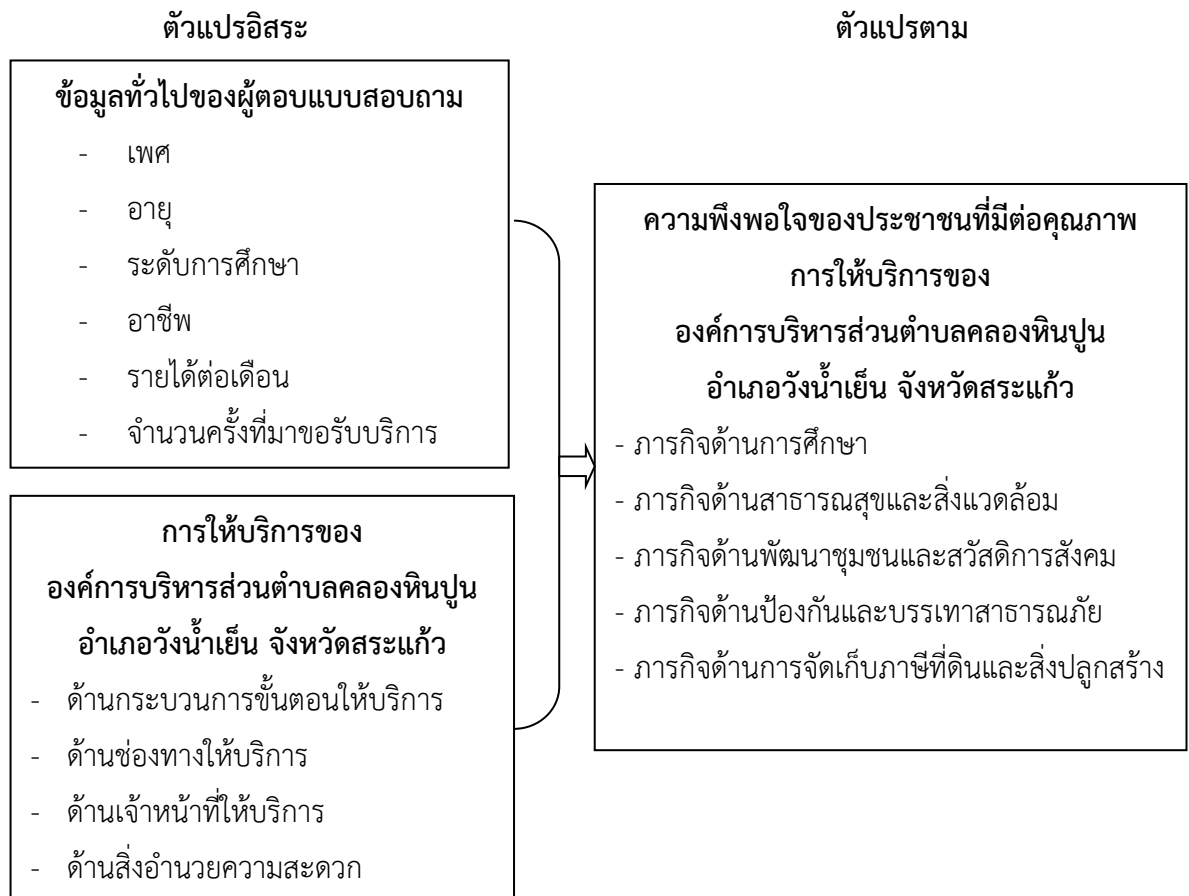 ตัวแปรอิสระ
ตัวแปรตาม
ข้อมูลทั่วไปของผู้ตอบแบบสอบถาม
- เพศ
- อายุ
- ระดับการศึกษา
- อาชีพ
- รายได้ต่อเดือน
- จำนวนครั้งที่มาขอรับบริการ
การให้บริการของ
องค์การบริหารส่วนตำบลคลองหินปูน
อำเภอวังน้ำเย็น จังหวัดสระแก้ว
- ด้านกระบวนการขั้นตอนให้บริการ
- ด้านช่องทางให้บริการ
- ด้านเจ้าหน้าที่ให้บริการ
- ด้านสิ่งอำนวยความสะดวก
ความพึงพอใจของประชาชนที่มีต่อคุณภาพ
การให้บริการของ
องค์การบริหารส่วนตำบลคลองหินปูน
อำเภอวังน้ำเย็น จังหวัดสระแก้ว
- ภารกิจด้านการศึกษา
- ภารกิจด้านสาธารณสุขและสิ่งแวดล้อม
- ภารกิจด้านพัฒนาชุมชนและสวัสดิการสังคม
- ภารกิจด้านป้องกันและบรรเทาสาธารณภัย
- ภารกิจด้านการจัดเก็บภาษีที่ดินและสิ่งปลูกสร้าง